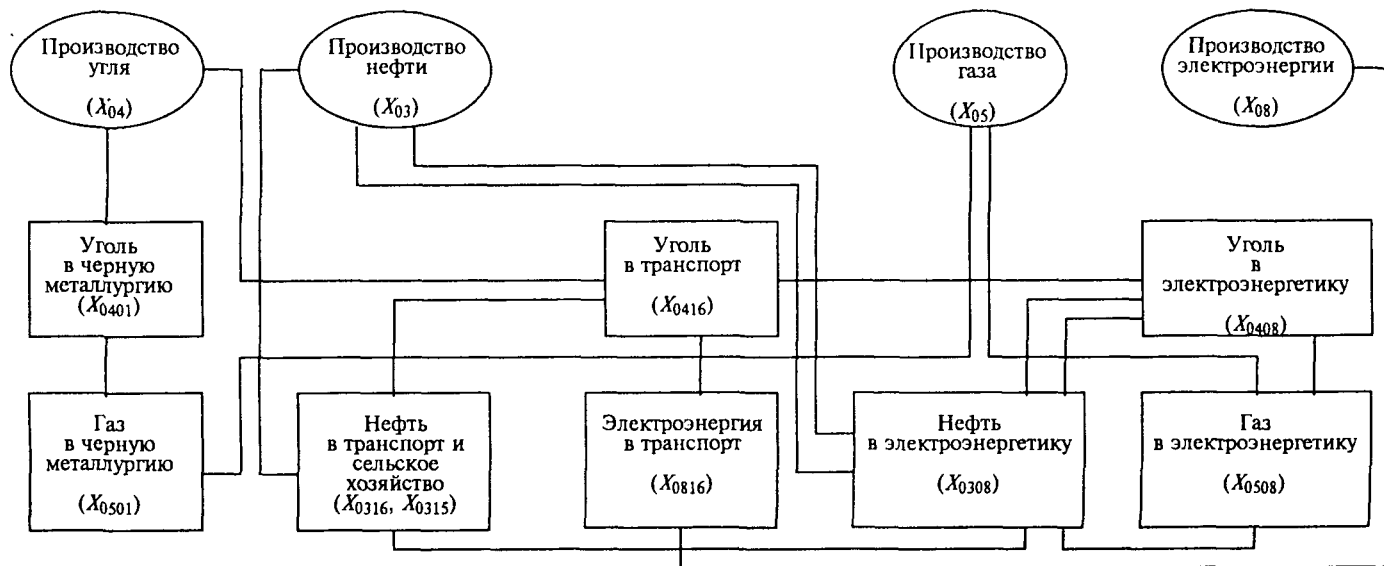 Производство
угля
(X04)
Производство
нефти
(X03)
Производство
газа
(X05)
Производство
электроэнергии
(X08)
Уголь
в черную
металлургию
(X0401)
Уголь
в транспорт
(X0416)
Уголь
в
электроэнергетику
(X0408)
Газ
в черную
металлургию
(X0501)
Нефть
в транспорт и
сельское
хозяйство
(X0316, X0315)
Электроэнергия
в транспорт
(X0816)
Нефть
в электроэнергетику
(X0308)
Газ
в электроэнергетику
(X0508)